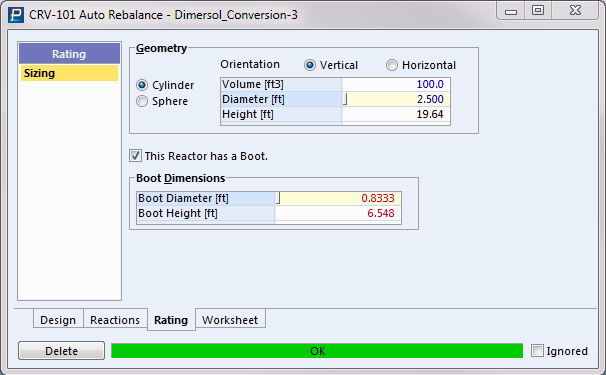 CRV-101 Auto Rebalance - Dimersol_Conversion-3
Rating
Sizing
Geometry
Orientation Vertical Horizontal
Cylinder
Sphere
Volume [ft3] 100.0
Diameter [ft] 2.500
Height [ft] 19.64
This Reactor has a Boot.
Boot Dimensions
Boot Diameter [ft] 0.8333
Boot Height [ft] 6.548
Design Reactions Rating Worksheet
Delete OK Ignored